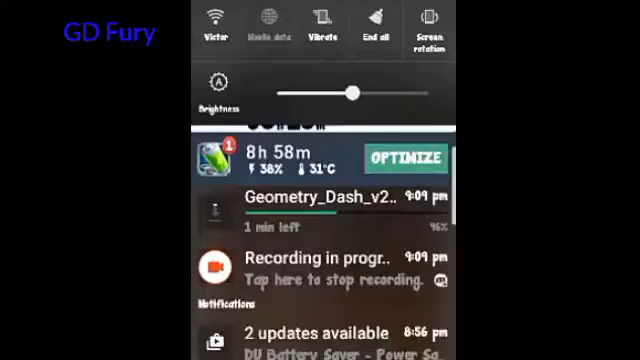 GD Fury
Victor
Mobile data
Vibrate
End all
Screen
rotation
A
Brightness
1
8h 58m
38% 31°C
OPTIMIZE
Geometry_Dash_v2.. 9:09 pm
1 min left 46%
Recording in progr.. 9:09 pm
Tap here to stop recording.
Notifications
2 updates available 8:56 pm
DU Battery Saver - Power Sa..